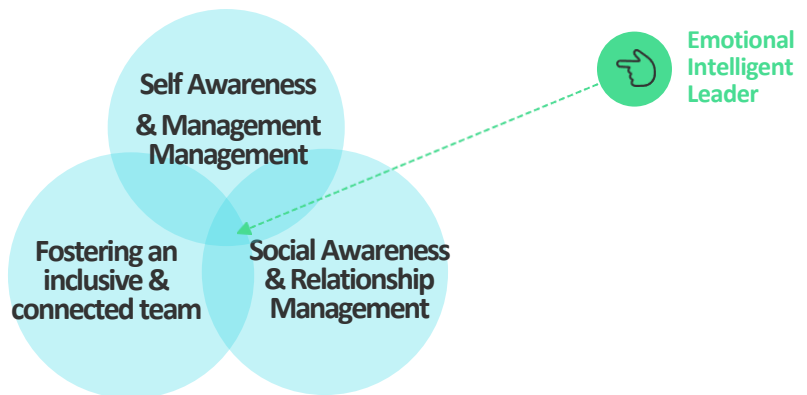 Self Awareness
& Management
Management
Fostering an
inclusive &
connected team
Social Awareness
& Relationship
Management
Emotional
Intelligent
Leader